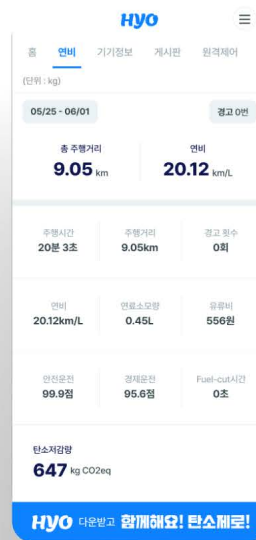 HYO
홈 연비 기기정보 게시판 원격제어
(단위 : kg)
05/25 - 06/01 경고 0번
총 주행거리 연비
9.05 km 20.12 km/L
주행시간 주행거리 경고 횟수
20분 3초 9.05km 0회
연비 연료소모량 유류비
20.12km/L 0.45L 556원
안전운전 경제운전 Fuel-cut시간
99.9점 95.6점 0초
탄소저감량
647 kg CO2eq
HYO 다운받고 함께해요! 탄소제로!